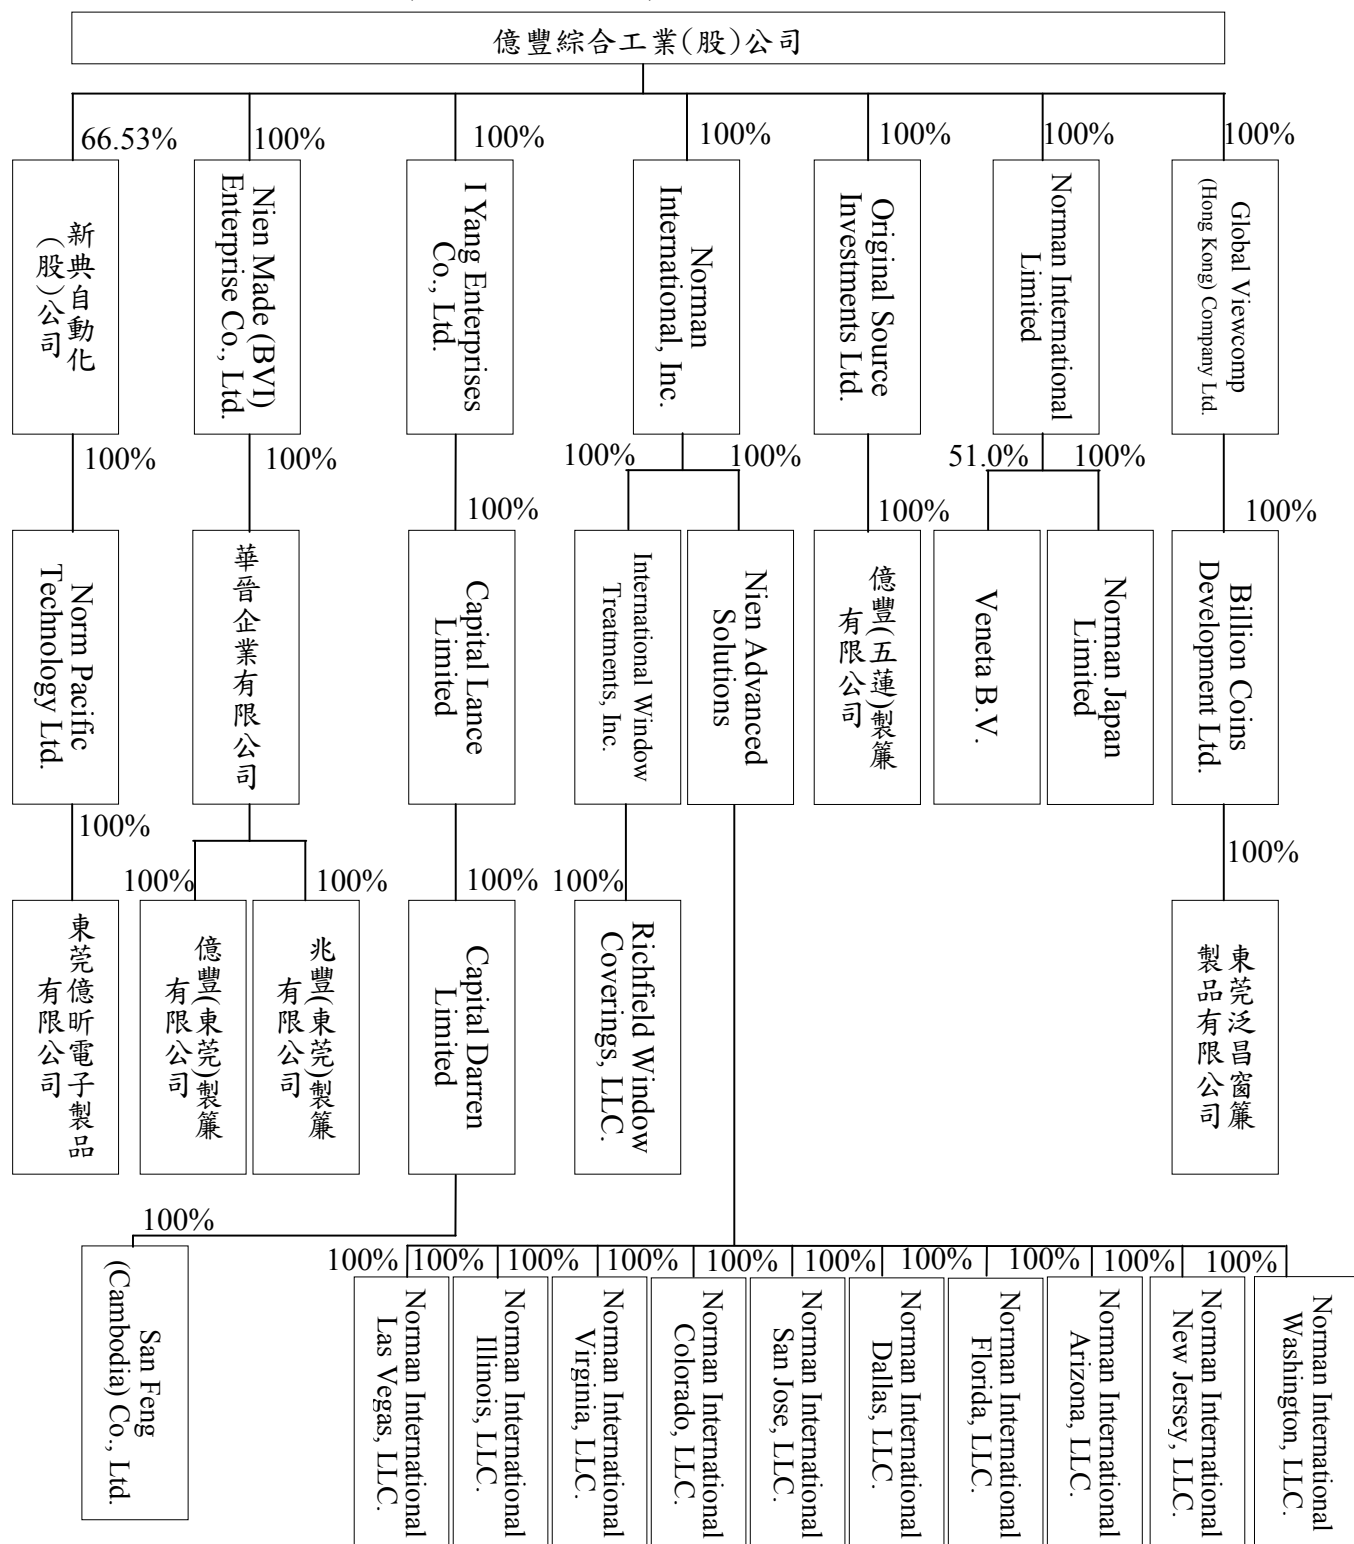 億豐綜合工業(股)公司
66.53%
100%
100%
100%
100%
100%
100%
新典自動化
(股)公司
Nien Made (BVI)
Enterprise Co., Ltd.
I Yang Enterprises
Co., Ltd.
Norman
International, Inc.
Original Source
Investments Ltd.
Norman International
Limited
Global Viewcomp
(Hong Kong) Company Ltd.
100%
100%
100%
100%
100%
100%
51.0%
100%
100%
Norm Pacific
Technology Ltd.
華晉企業有限公司
Capital Lance
Limited
International Window
Treatments, Inc.
Nien Advanced
Solutions
億豐(五蓮)製簾
有限公司
Veneta B.V.
Norman Japan
Limited
Billion Coins
Development Ltd.
100%
100%
100%
100%
100%
100%
東莞億昕電子製品
有限公司
億豐(東莞)製簾
有限公司
兆豐(東莞)製簾
有限公司
Capital Darren
Limited
Richfield Window
Coverings, LLC.
東莞泛昌窗簾
製品有限公司
100%
100%
100%
100%
100%
100%
100%
100%
100%
100%
100%
San Feng
(Cambodia) Co., Ltd.
Norman International
Las Vegas, LLC.
Norman International
Illinois, LLC.
Norman International
Virginia, LLC.
Norman International
Colorado, LLC.
Norman International
San Jose, LLC.
Norman International
Dallas, LLC.
Norman International
Florida, LLC.
Norman International
Arizona, LLC.
Norman International
New Jersey, LLC.
Norman International
Washington, LLC.